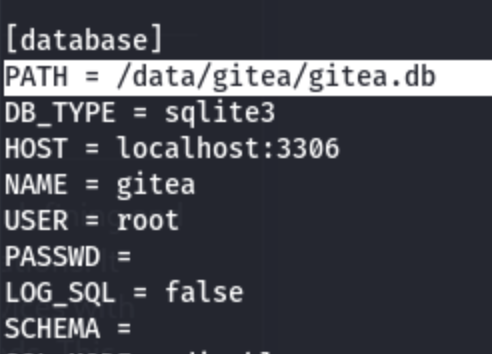 [database]
PATH = /data/gitea/gitea.db
DB_TYPE = sqlite3
HOST = localhost:3306
NAME = gitea
USER = root
PASSWD =
LOG_SQL = false
SCHEMA =